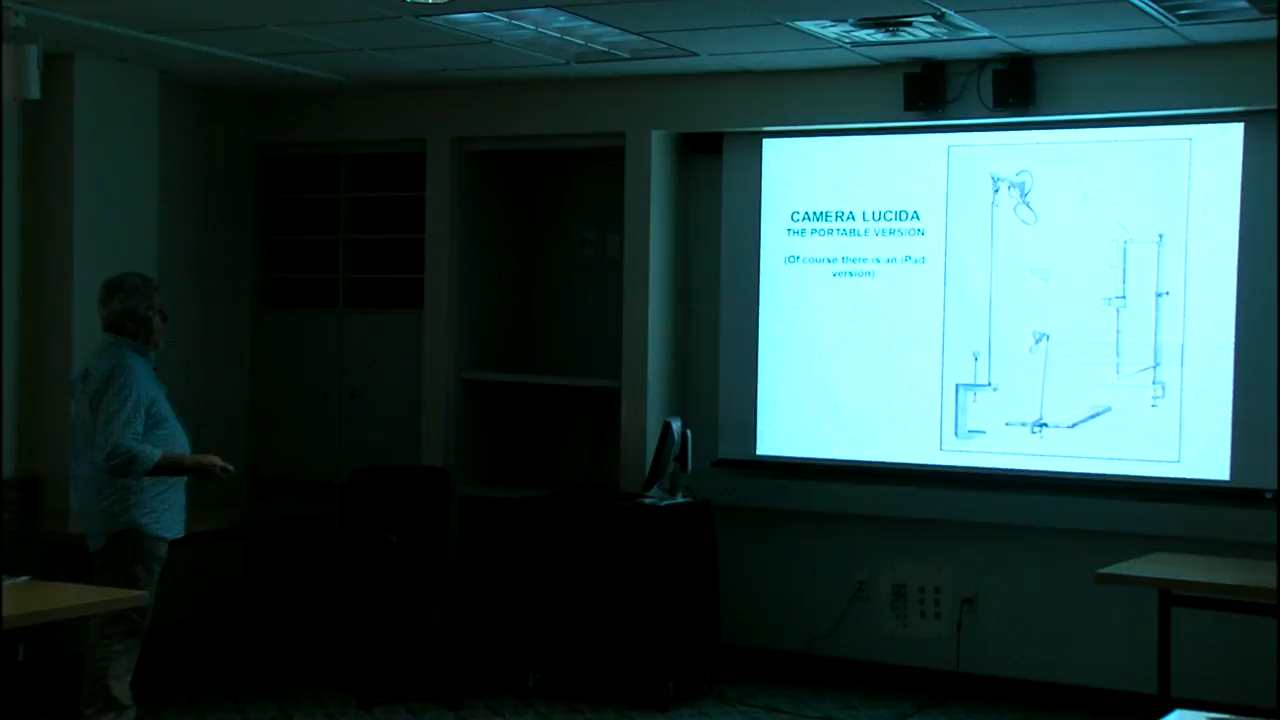 CAMERA LUCIDA
THE PORTABLE VERSION
(Of course there is an iPad
version)